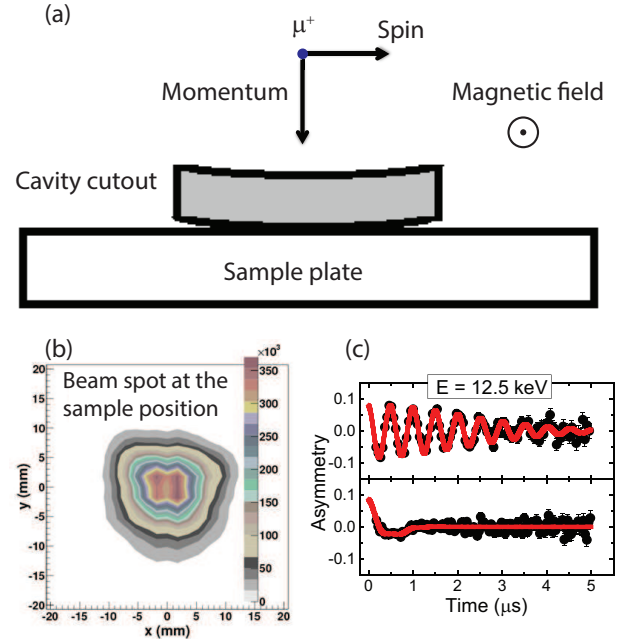 (a)
μ⁺
Spin
Momentum
Magnetic field
Cavity cutout
Sample plate
(b)
Beam spot at the
sample position
×10³
350
300
250
200
150
100
50
0
20
15
10
5
0
-5
-10
-15
-20
y (mm)
-20 -15 -10 -5 0 5 10 15 20
x (mm)
(c)
E = 12.5 keV
0.1
0.0
-0.1
0.1
0.0
-0.1
Asymmetry
0 1 2 3 4 5
Time (μs)